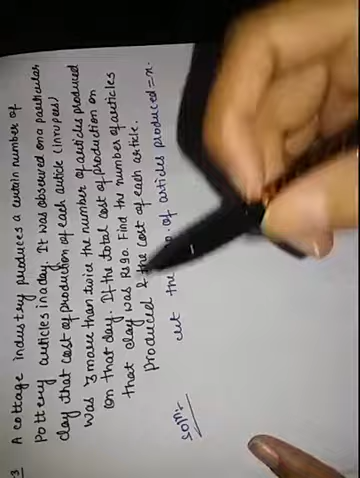 3 A cottage industry produces a certain number of
pottery articles in a day. It was observed on a particular
day that cost of production of each article (in rupees)
was 3 more than twice the number of articles produced
on that day. If the total cost of production on
that day was Rs 90. Find the number of articles
produced & the cost of each article.
soln:- Let the no. of articles produced = x.